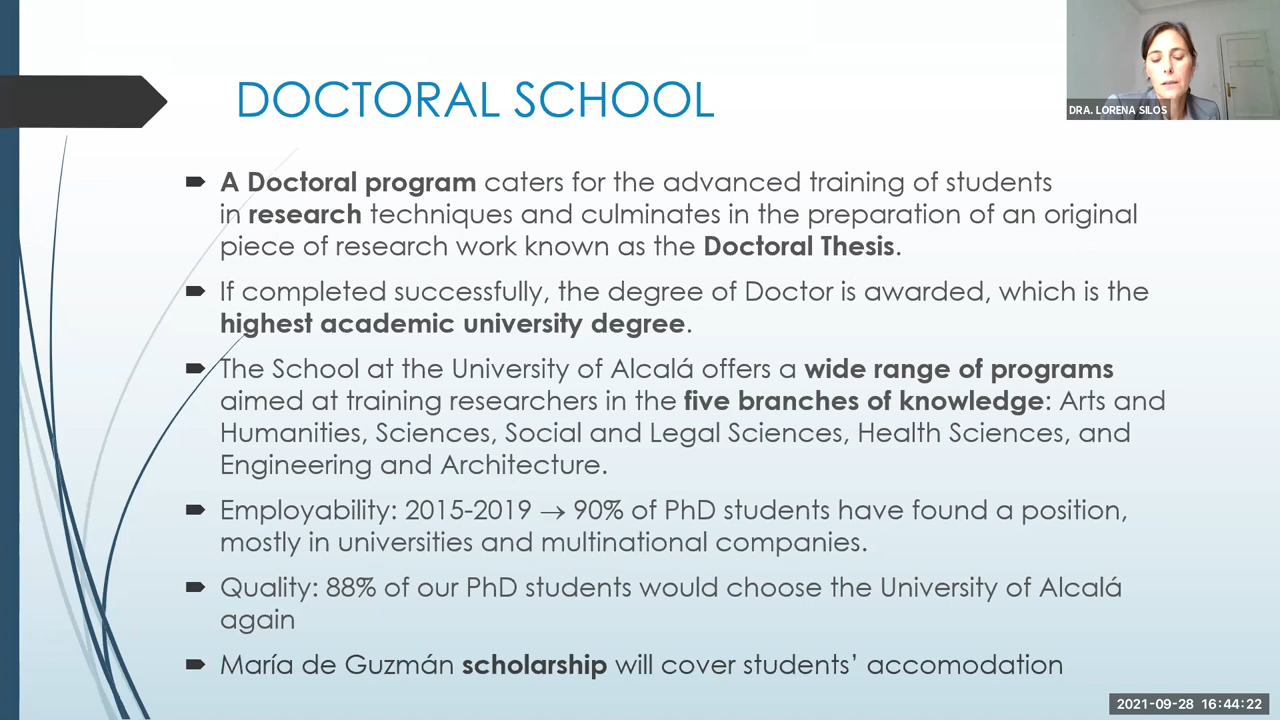 DOCTORAL SCHOOL
DRA. LORENA SILOS
A Doctoral program caters for the advanced training of students
in research techniques and culminates in the preparation of an original
piece of research work known as the Doctoral Thesis.
If completed successfully, the degree of Doctor is awarded, which is the
highest academic university degree.
The School at the University of Alcalá offers a wide range of programs
aimed at training researchers in the five branches of knowledge: Arts and
Humanities, Sciences, Social and Legal Sciences, Health Sciences, and
Engineering and Architecture.
Employability: 2015-2019 → 90% of PhD students have found a position,
mostly in universities and multinational companies.
Quality: 88% of our PhD students would choose the University of Alcalá
again
María de Guzmán scholarship will cover students’ accomodation
2021-09-28 16:44:22